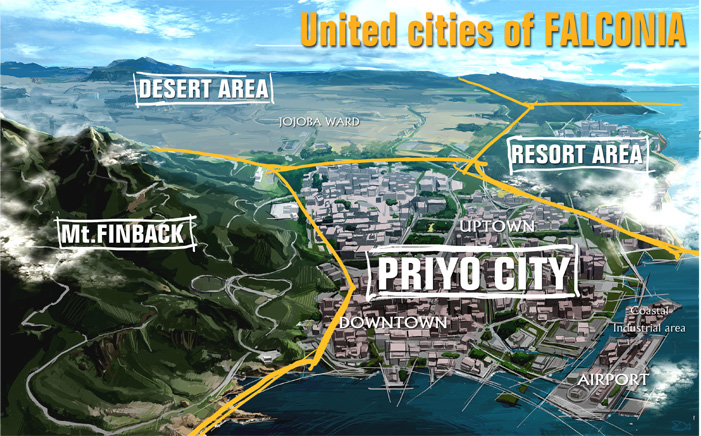 United cities of FALCONIA
DESERT AREA
JOJOBA WARD
RESORT AREA
Mt.FINBACK
UPTOWN
PRIYO CITY
DOWNTOWN
Coastal
Industrial area
AIRPORT